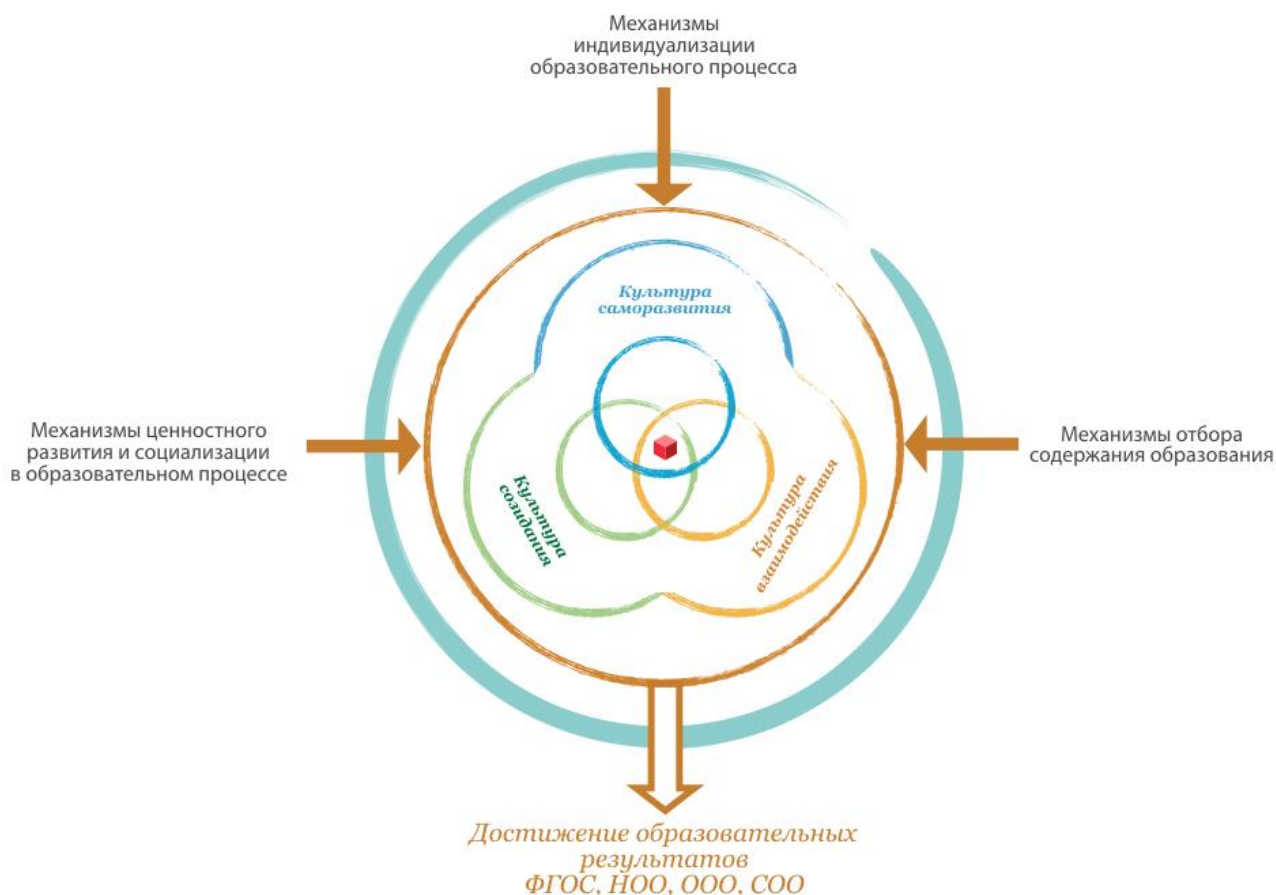 Механизмы
индивидуализации
образовательного процесса
Культура
саморазвития
Механизмы ценностного
развития и социализации
в образовательном процессе
Механизмы отбора
содержания образования
Культура
созидания
Культура
взаимодействия
Достижение образовательных
результатов
ФГОС, НОО, ООО, СОО